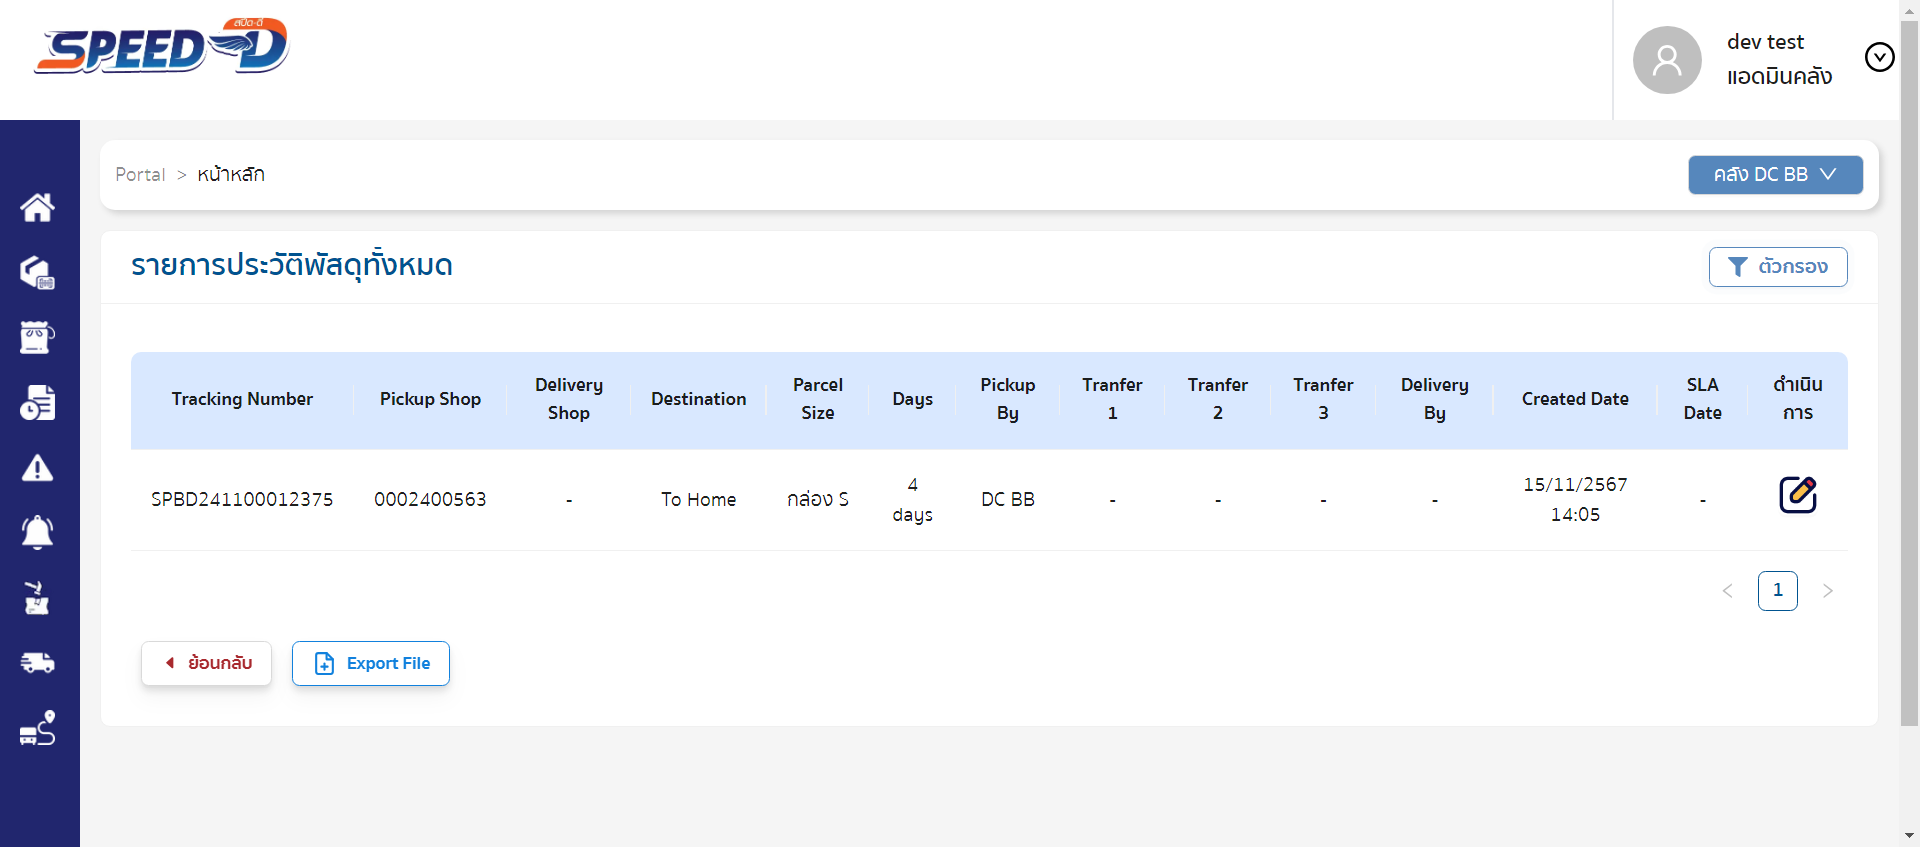 สปีด-ดี
SPEED-D
dev test
แอดมินคลัง
Portal > หน้าหลัก
คลัง DC BB
รายการประวัติพัสดุทั้งหมด
ตัวกรอง
Tracking Number
Pickup Shop
Delivery
Shop
Destination
Parcel
Size
Days
Pickup
By
Tranfer
1
Tranfer
2
Tranfer
3
Delivery
By
Created Date
SLA
Date
ดำเนิน
การ
SPBD241100012375
0002400563
-
To Home
กล่อง S
4
days
DC BB
-
-
-
-
15/11/2567
14:05
-
< 1 >
ย้อนกลับ
Export File